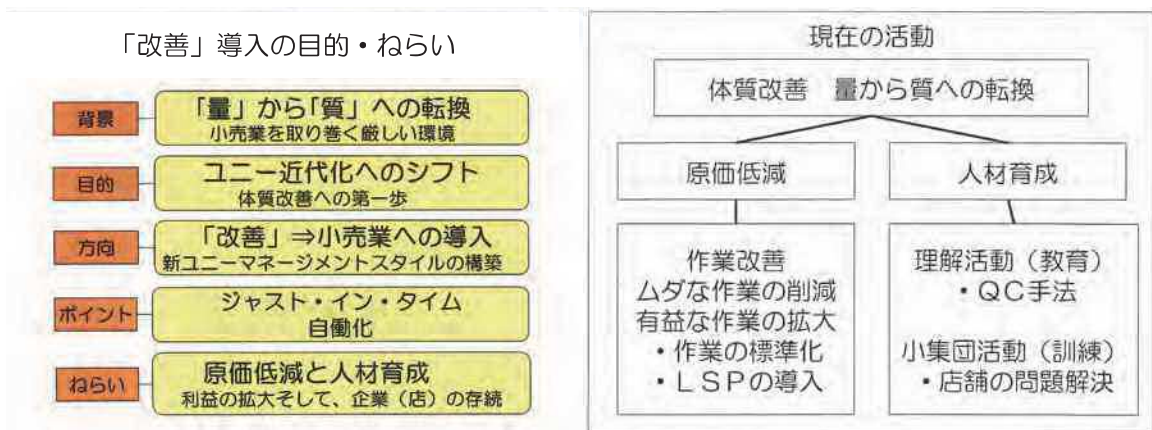 「改善」導入の目的・ねらい
背景
「量」から「質」への転換
小売業を取り巻く厳しい環境
目的
ユニー近代化へのシフト
体質改善への第一歩
方向
「改善」⇒小売業への導入
新ユニーマネージメントスタイルの構築
ポイント
ジャスト・イン・タイム
自働化
ねらい
原価低減と人材育成
利益の拡大そして、企業（店）の存続
現在の活動
体質改善　量から質への転換
原価低減
人材育成
作業改善
ムダな作業の削減
有益な作業の拡大
・作業の標準化
・ＬＳＰの導入
理解活動（教育）
・ＱＣ手法
小集団活動（訓練）
・店舗の問題解決